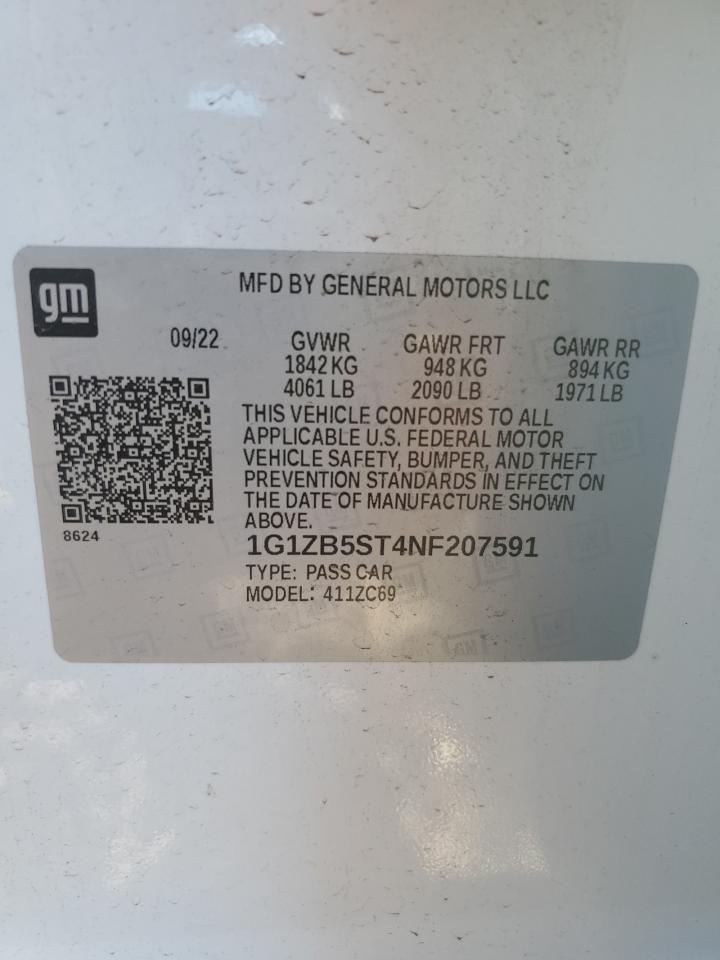 gm
MFD BY GENERAL MOTORS LLC
09/22 GVWR GAWR FRT GAWR RR
1842 KG 948 KG 894 KG
4061 LB 2090 LB 1971 LB
THIS VEHICLE CONFORMS TO ALL
APPLICABLE U.S. FEDERAL MOTOR
VEHICLE SAFETY, BUMPER, AND THEFT
PREVENTION STANDARDS IN EFFECT ON
THE DATE OF MANUFACTURE SHOWN
ABOVE.
8624
1G1ZB5ST4NF207591
TYPE: PASS CAR
MODEL: 411ZC69
GM